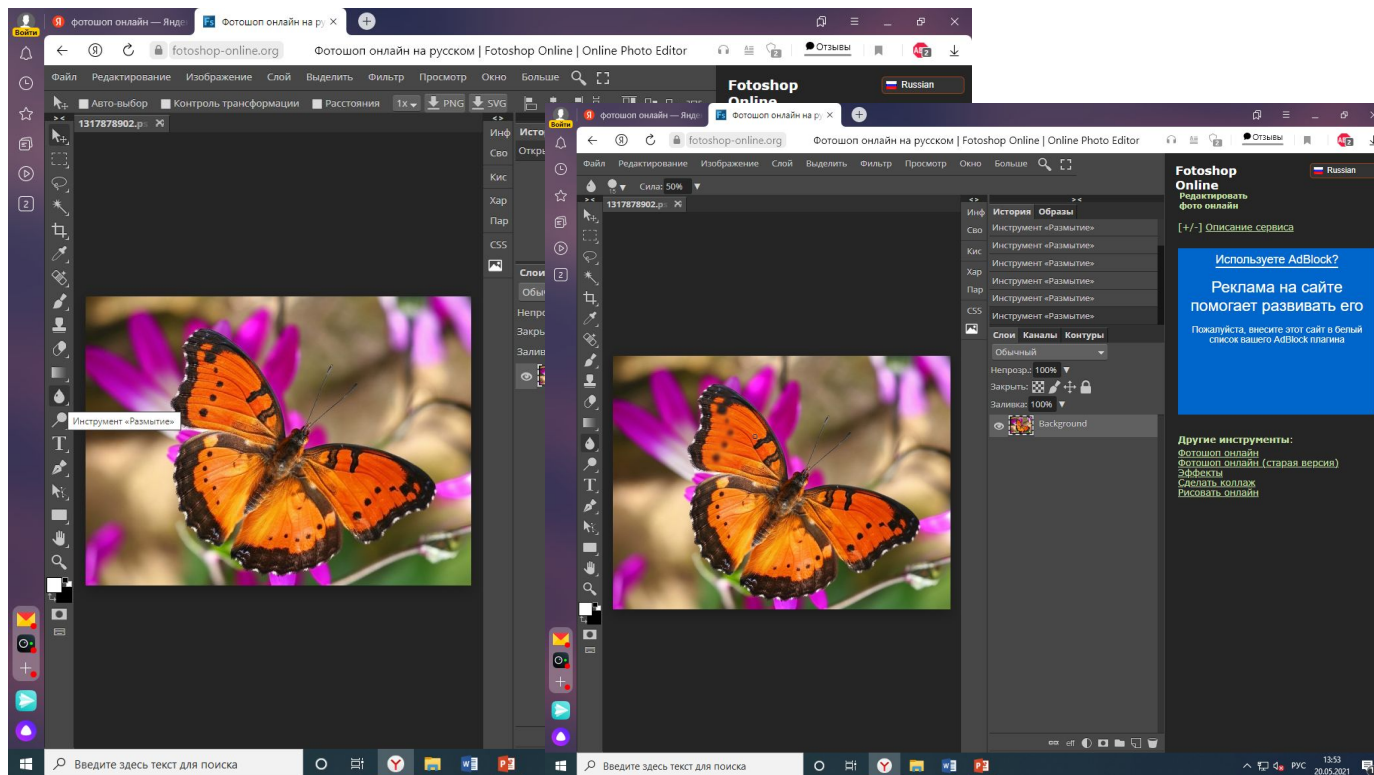 фотошоп онлайн — Янде
Фотошоп онлайн на ру
Войти
fotoshop-online.org
Фотошоп онлайн на русском | Fotoshop Online | Online Photo Editor
Отзывы
2
Файл Редактирование Изображение Слой Выделить Фильтр Просмотр Окно Больше
Fotoshop
Online
Russian
Авто-выбор Контроль трансформации Расстояния 1x PNG SVG
1317878902.p
Инф
Сво
Кис
Хар
Пар
CSS
Исто
Откры
Слои
Обы
Непро
Закры
Залив
2
Инструмент «Размытие»
Введите здесь текст для поиска
фотошоп онлайн — Янде
Фотошоп онлайн на ру
Войти
fotoshop-online.org
Фотошоп онлайн на русском | Fotoshop Online | Online Photo Editor
Отзывы
2
Файл Редактирование Изображение Слой Выделить Фильтр Просмотр Окно Больше
Сила: 50%
1317878902.p
2
Инф
Сво
Кис
Хар
Пар
CSS
История Образы
Инструмент «Размытие»
Инструмент «Размытие»
Инструмент «Размытие»
Инструмент «Размытие»
Инструмент «Размытие»
Инструмент «Размытие»
Слои Каналы Контуры
Обычный
Непрозр.: 100%
Закрыть:
Заливка: 100%
Background
eff
Fotoshop
Online
Russian
Редактировать
фото онлайн
[+/-] Описание сервиса
Используете AdBlock?
Реклама на сайте
помогает развивать его
Пожалуйста, внесите этот сайт в белый
список вашего AdBlock плагина
Другие инструменты:
Фотошоп онлайн
Фотошоп онлайн (старая версия)
Эффекты
Сделать коллаж
Рисовать онлайн
Введите здесь текст для поиска
РУС
13:53
20.05.2021